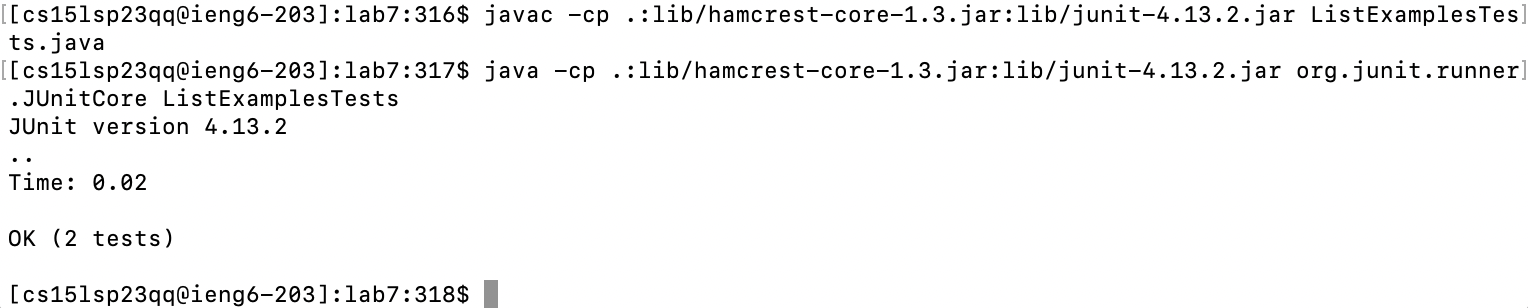 [[cs15lsp23qq@ieng6-203]:lab7:316$ javac -cp .:lib/hamcrest-core-1.3.jar:lib/junit-4.13.2.jar ListExamplesTes]
ts.java
[[cs15lsp23qq@ieng6-203]:lab7:317$ java -cp .:lib/hamcrest-core-1.3.jar:lib/junit-4.13.2.jar org.junit.runner]
.JUnitCore ListExamplesTests
JUnit version 4.13.2
..
Time: 0.02
OK (2 tests)
[cs15lsp23qq@ieng6-203]:lab7:318$